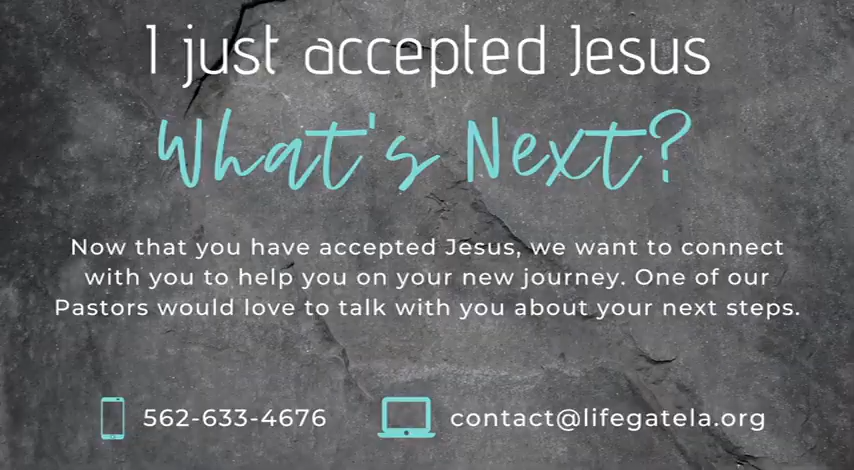 I just accepted Jesus
What's Next?
Now that you have accepted Jesus, we want to connect
with you to help you on your new journey. One of our
Pastors would love to talk with you about your next steps.
562-633-4676
contact@lifegatela.org